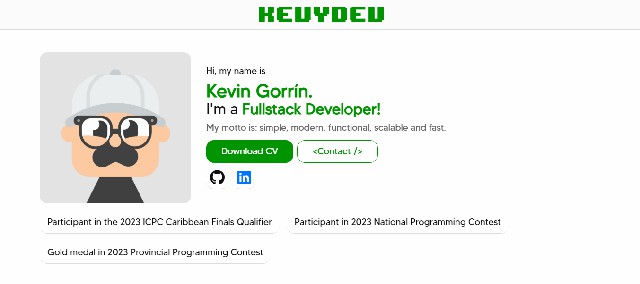 KEVYDEV
Hi, my name is
Kevin Gorrín.
I'm a Fullstack Developer!
My motto is: simple, modern, functional, scalable and fast.
Download CV
<Contact />
Participant in the 2023 ICPC Caribbean Finals Qualifier
Participant in 2023 National Programming Contest
Gold medal in 2023 Provincial Programming Contest